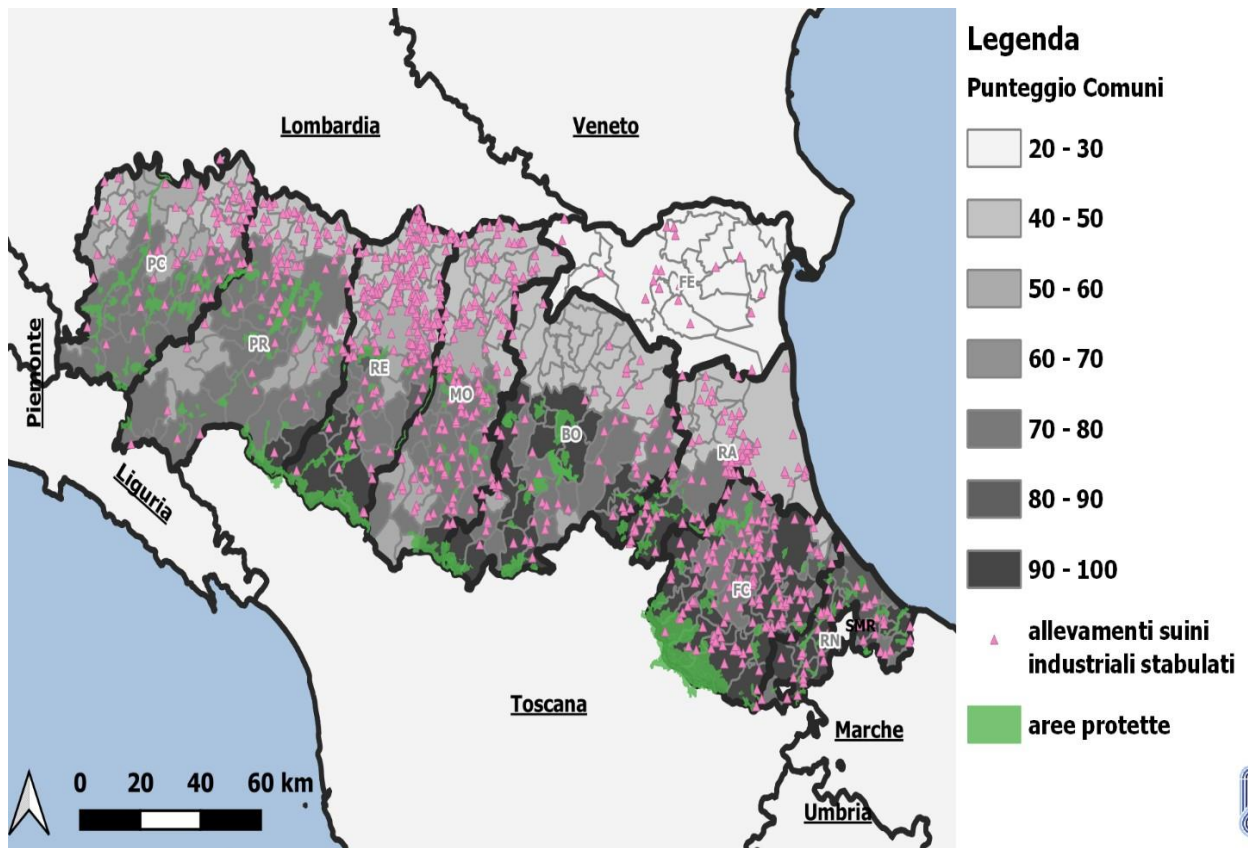 Legenda
Punteggio Comuni
20 - 30
40 - 50
50 - 60
60 - 70
70 - 80
80 - 90
90 - 100
allevamenti suini
industriali stabulati
aree protette
Lombardia
Veneto
Piemonte
Liguria
Toscana
Marche
Umbria
PC
PR
RE
MO
BO
FE
RA
FC
RN
SMR
0 20 40 60 km